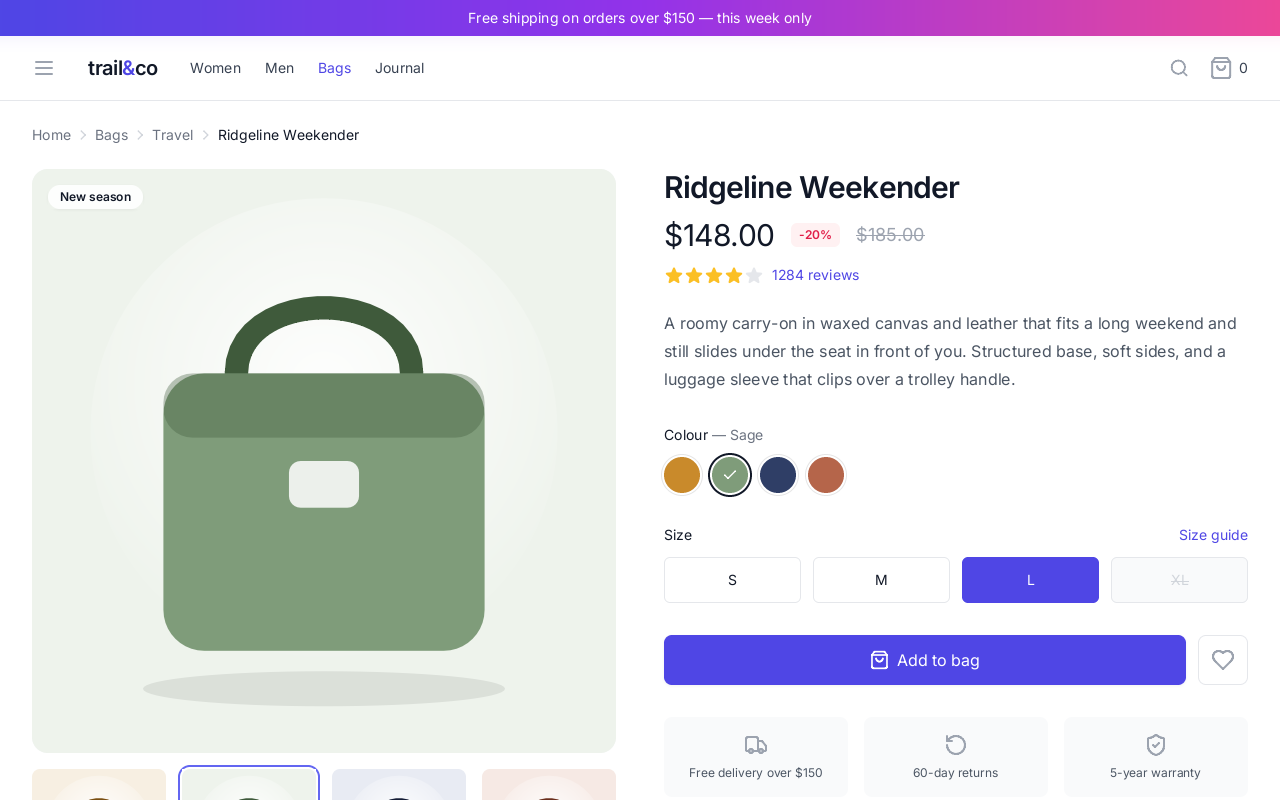 Free shipping on orders over $150 — this week only
trail&co Women Men Bags Journal 0
Home Bags Travel Ridgeline Weekender
New season
Ridgeline Weekender
$148.00 -20% $185.00
1284 reviews
A roomy carry-on in waxed canvas and leather that fits a long weekend and
still slides under the seat in front of you. Structured base, soft sides, and a
luggage sleeve that clips over a trolley handle.
Colour — Sage
Size Size guide
S M L XL
Add to bag
Free delivery over $150 60-day returns 5-year warranty